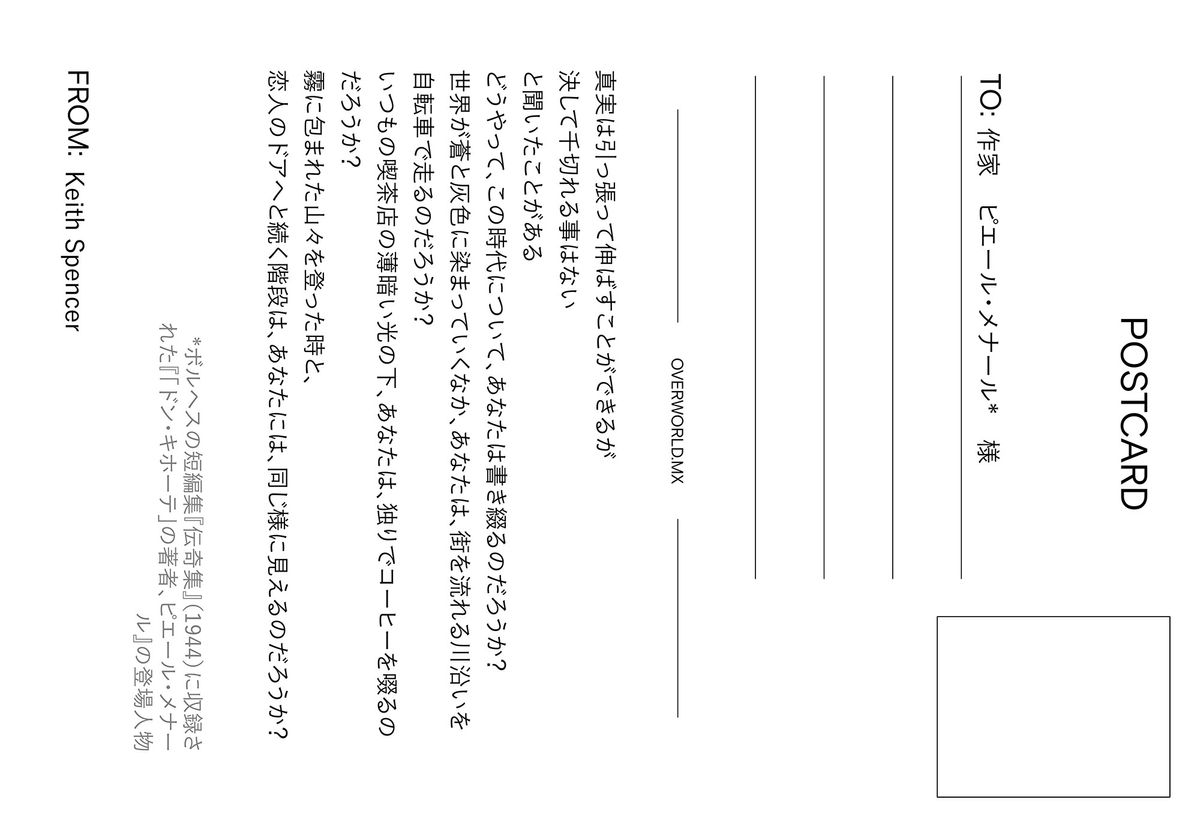 POSTCARD
TO: 作家　ピエール・メナール*　様
OVERWORLD.MX
真実は引っ張って伸ばすことができるが
決して千切れる事はない
と聞いたことがある
どうやって、この時代について、あなたは書き綴るのだろうか?
世界が蒼と灰色に染まっていくなか、あなたは、街を流れる川沿いを
自転車で走るのだろうか?
いつもの喫茶店の薄暗い光の下、あなたは、独りでコーヒーを啜るの
だろうか?
霧に包まれた山々を登った時と、
恋人のドアへと続く階段は、あなたには、同じ様に見えるのだろうか?
*ボルヘスの短編集『伝奇集』(1944)に収録さ
れた『「ドン・キホーテ」の著者、ピエール・メナー
ル』の登場人物
FROM: Keith Spencer